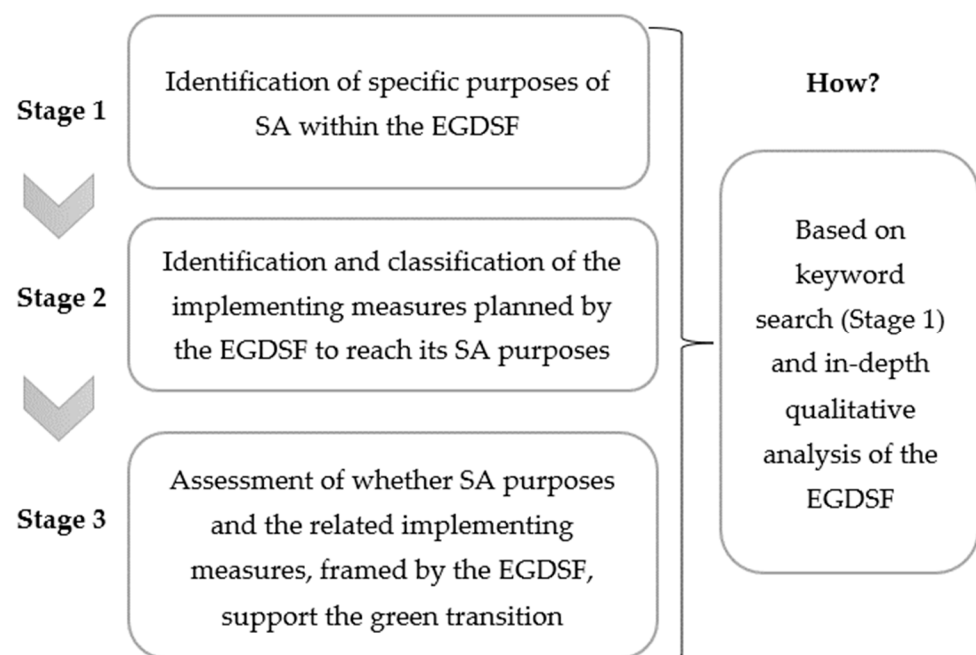 Stage 1
Identification of specific purposes of
SA within the EGDSF
Stage 2
Identification and classification of the
implementing measures planned by
the EGDSF to reach its SA purposes
Stage 3
Assessment of whether SA purposes
and the related implementing
measures, framed by the EGDSF,
support the green transition
How?
Based on
keyword
search (Stage 1)
and in-depth
qualitative
analysis of the
EGDSF